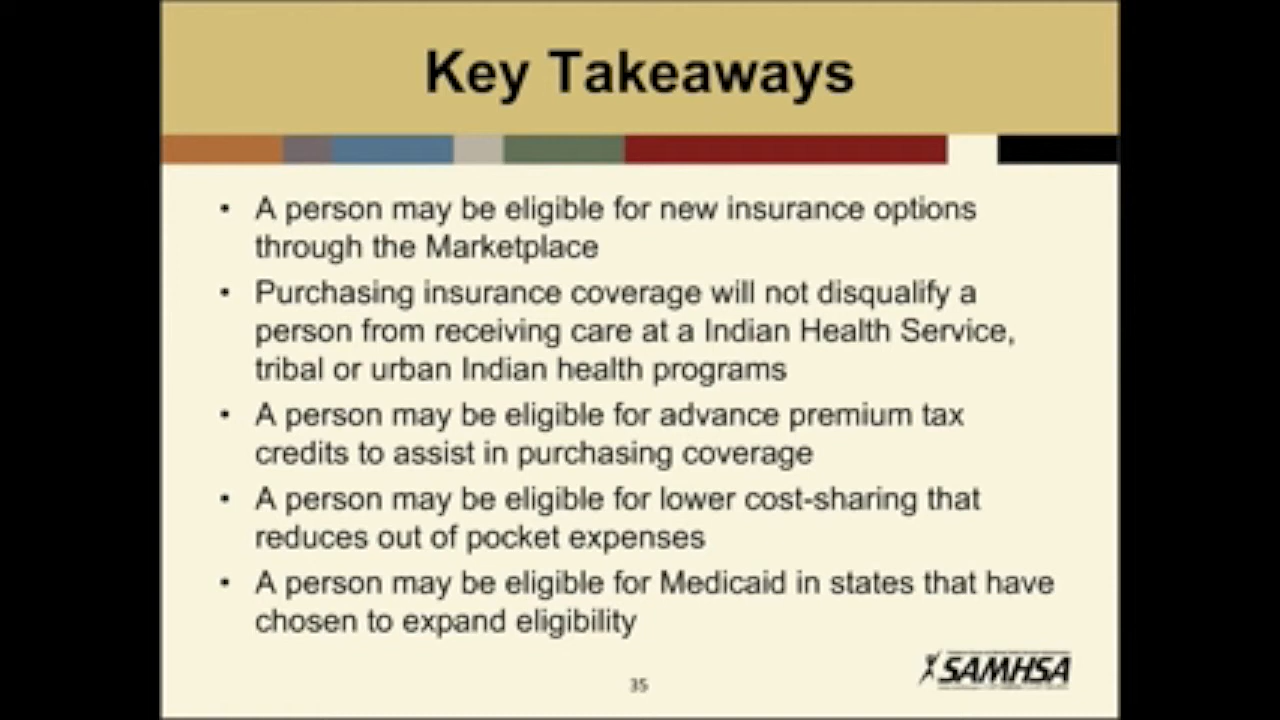 Key Takeaways
• A person may be eligible for new insurance options
through the Marketplace
• Purchasing insurance coverage will not disqualify a
person from receiving care at a Indian Health Service,
tribal or urban Indian health programs
• A person may be eligible for advance premium tax
credits to assist in purchasing coverage
• A person may be eligible for lower cost-sharing that
reduces out of pocket expenses
• A person may be eligible for Medicaid in states that have
chosen to expand eligibility
35
SAMHSA